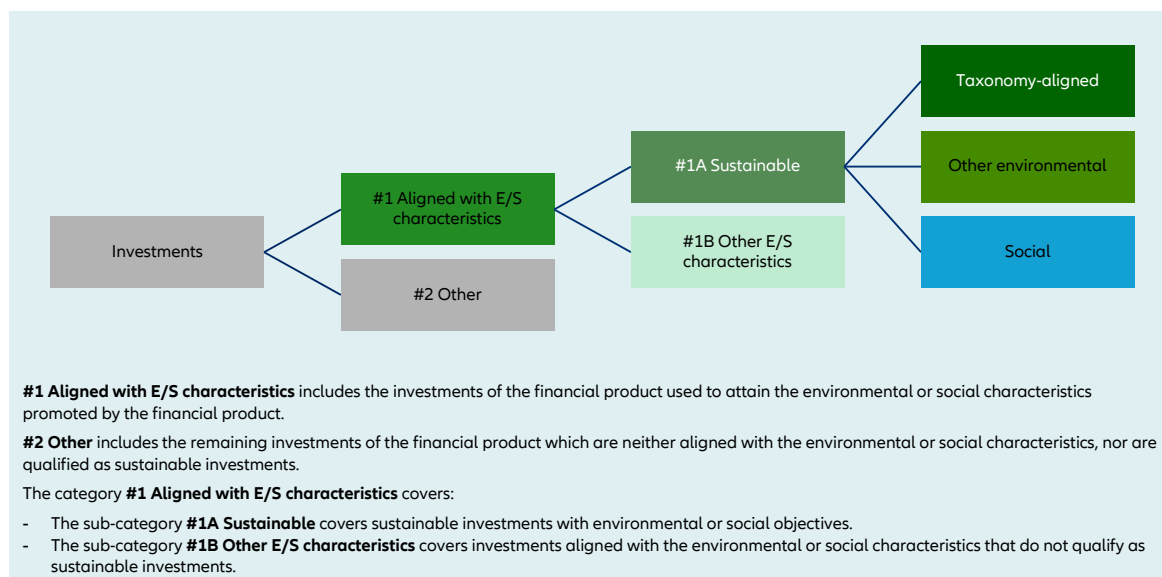 Taxonomy-aligned
#1A Sustainable
Other environmental
#1 Aligned with E/S
characteristics
Investments
#1B Other E/S
characteristics
Social
#2 Other
#1 Aligned with E/S characteristics includes the investments of the financial product used to attain the environmental or social characteristics
promoted by the financial product.
#2 Other includes the remaining investments of the financial product which are neither aligned with the environmental or social characteristics, nor are
qualified as sustainable investments.
The category #1 Aligned with E/S characteristics covers:
- The sub-category #1A Sustainable covers sustainable investments with environmental or social objectives.
- The sub-category #1B Other E/S characteristics covers investments aligned with the environmental or social characteristics that do not qualify as
sustainable investments.